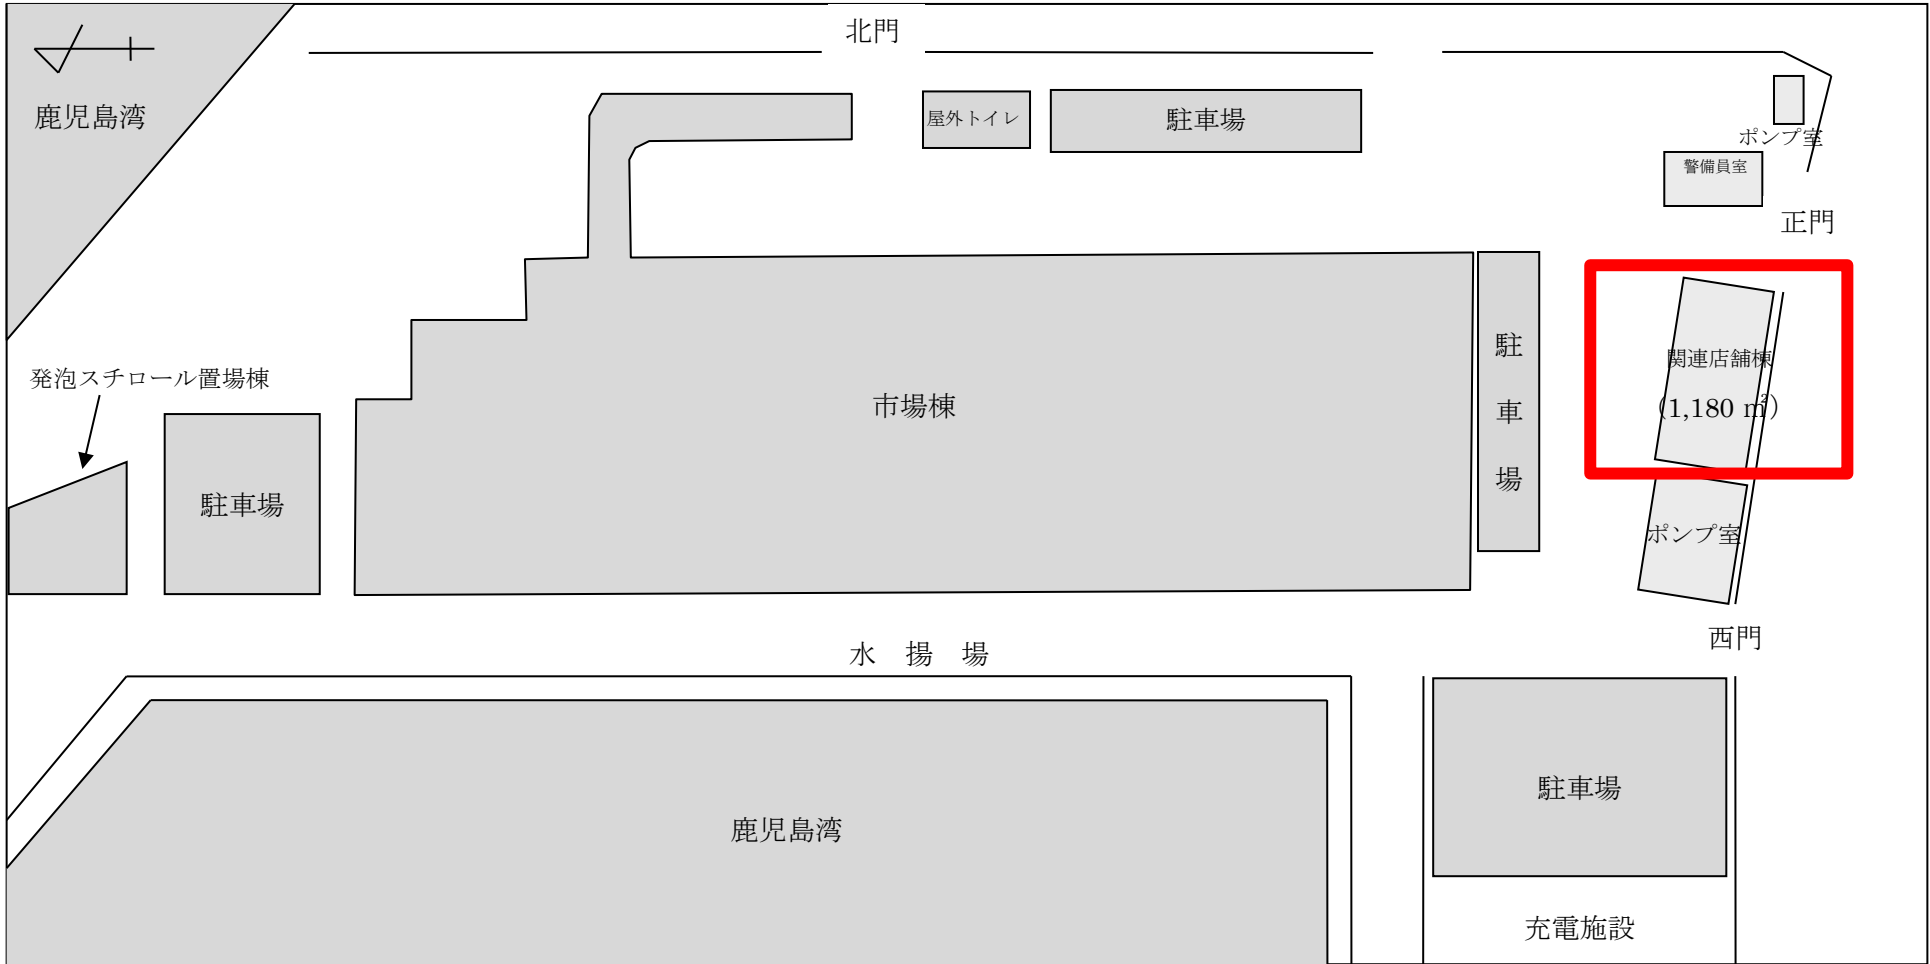 北門
鹿児島湾
屋外トイレ
駐車場
ポンプ室
警備員室
正門
発泡スチロール置場棟
駐車場
市場棟
駐
車
場
関連店舗棟
(1,180 ㎡)
ポンプ室
西門
水 揚 場
鹿児島湾
駐車場
充電施設